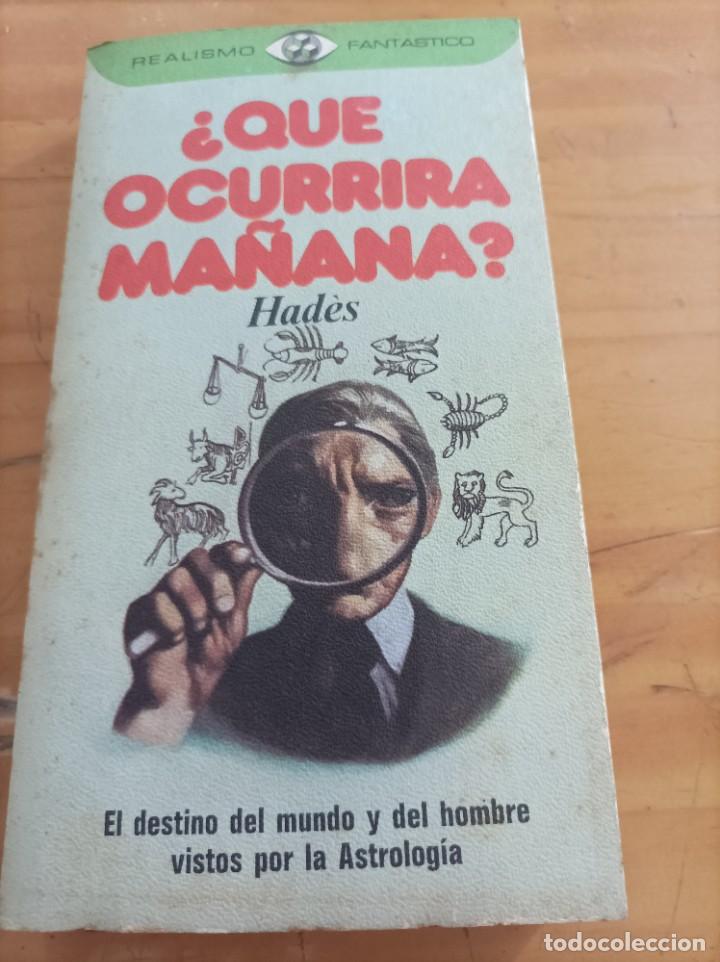 REALISMO FANTASTICO
¿QUE
OCURRIRA
MAÑANA?
Hadès
El destino del mundo y del hombre
vistos por la Astrología
todocoleccion